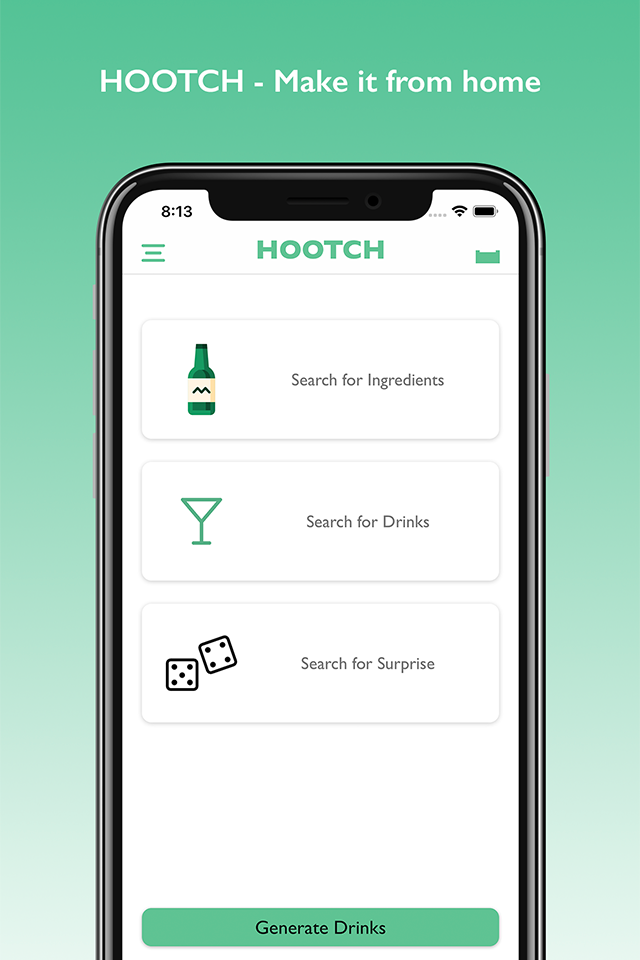 HOOTCH - Make it from home
8:13
HOOTCH
Search for Ingredients
Search for Drinks
Search for Surprise
Generate Drinks